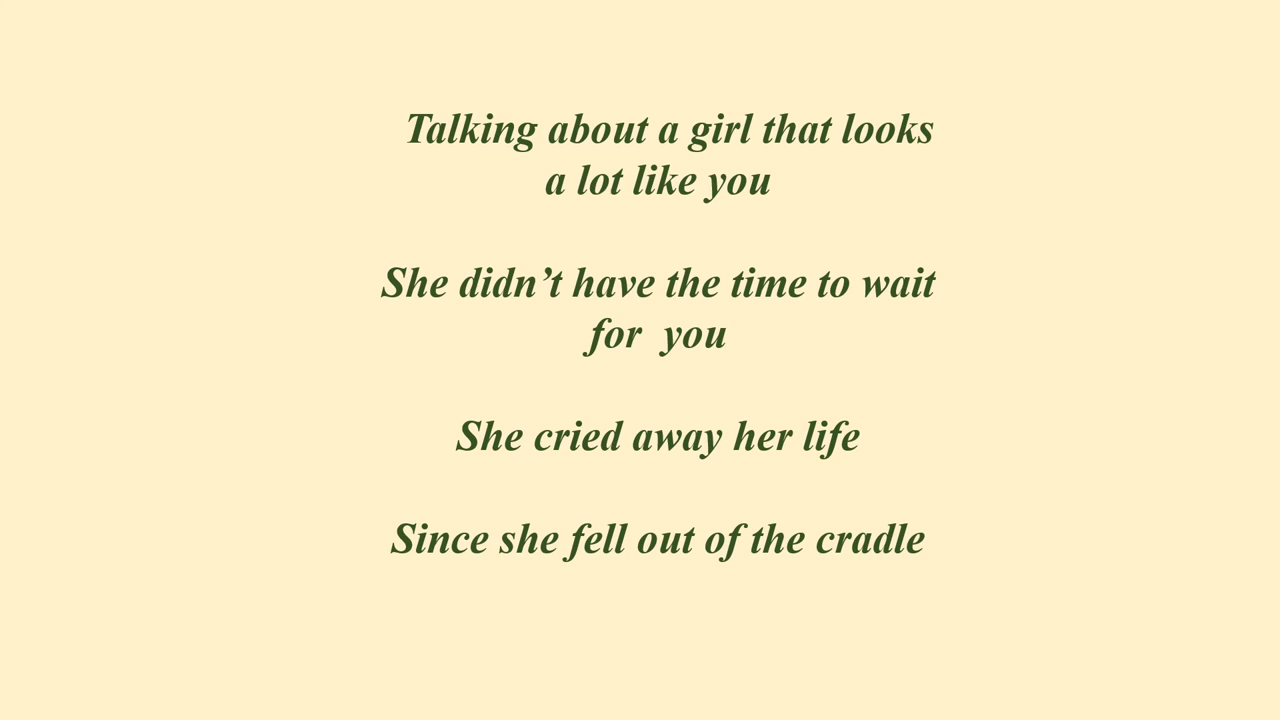 Talking about a girl that looks
a lot like you
She didn’t have the time to wait
for  you
She cried away her life
Since she fell out of the cradle